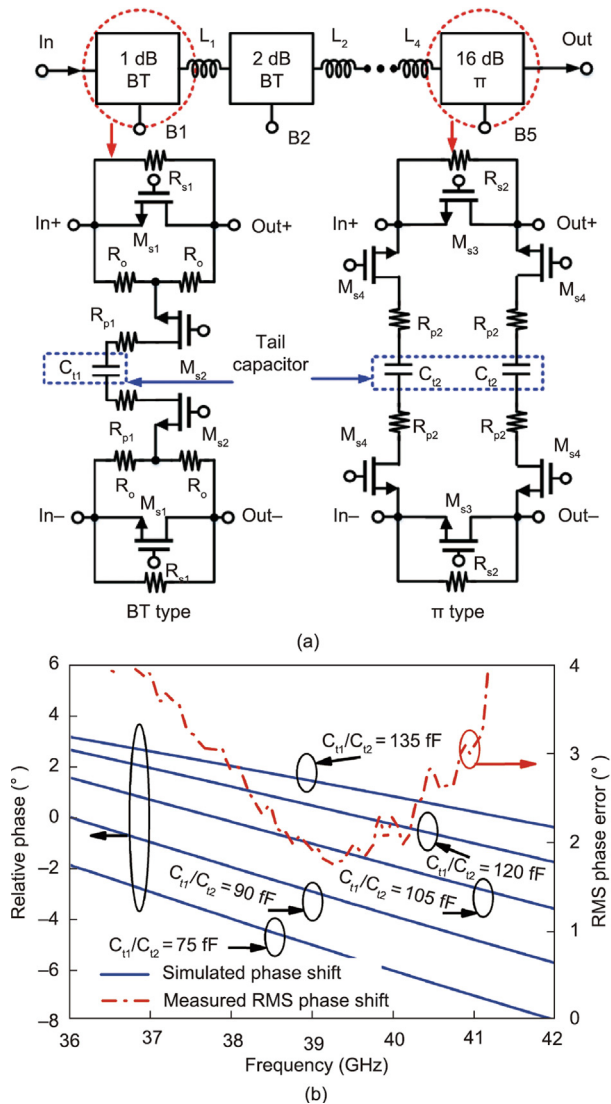 In
1 dB
BT
L1
2 dB
BT
L2
L4
16 dB
π
Out
B1
B2
B5
Rs1
In+
Out+
Ms1
Ro
Ro
Rp1
Ct1
Ms2
Rp1
Ms2
Ro
Ro
Ms1
In–
Out–
Rs1
BT type
Tail
capacitor
Rs2
In+
Out+
Ms3
Ms4
Ms4
Rp2
Rp2
Ct2
Ct2
Rp2
Rp2
Ms4
Ms4
Ms3
In–
Out–
Rs2
π type
(a)
6
4
2
0
–2
–4
–6
–8
Relative phase (°)
4
3
2
1
0
RMS phase error (°)
Ct1/Ct2 = 135 fF
Ct1/Ct2 = 120 fF
Ct1/Ct2 = 105 fF
Ct1/Ct2 = 90 fF
Ct1/Ct2 = 75 fF
Simulated phase shift
Measured RMS phase shift
36
37
38
39
40
41
42
Frequency (GHz)
(b)